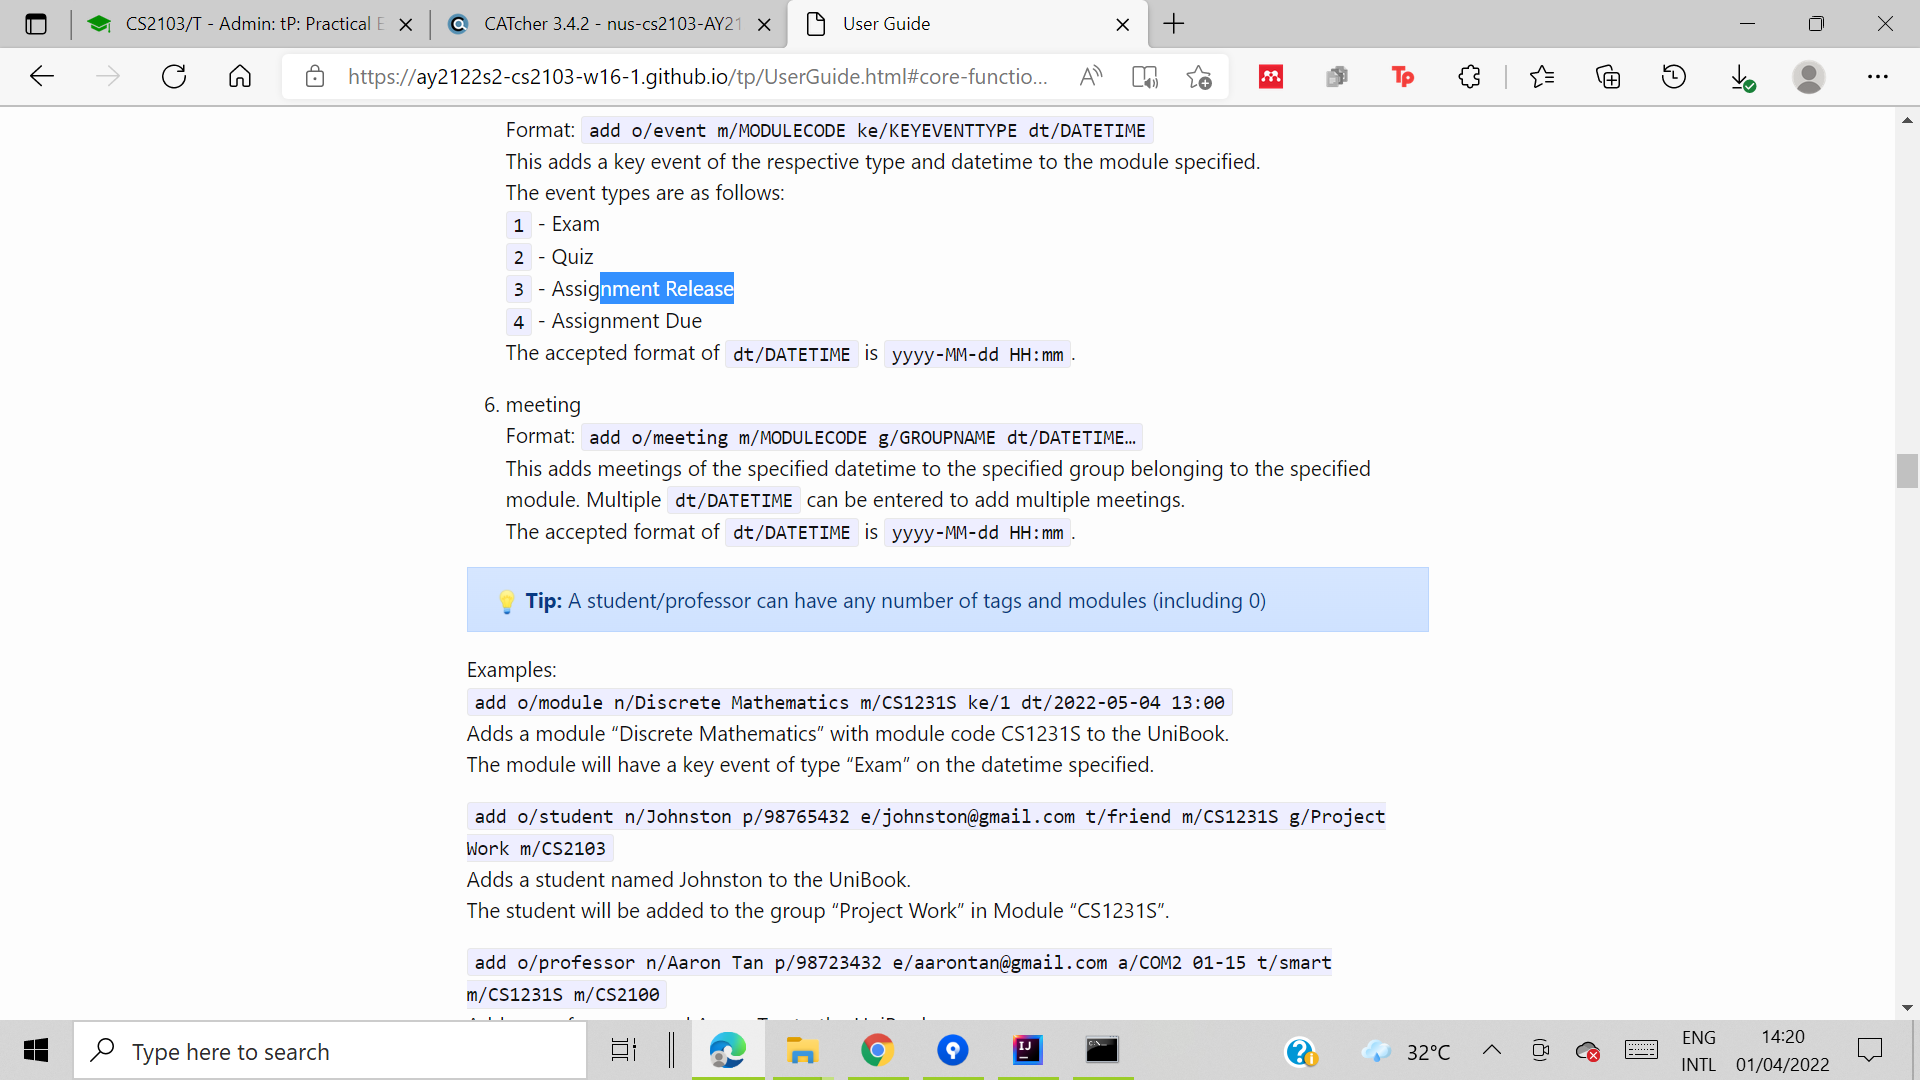 CS2103/T - Admin: tP: Practical E
CATcher 3.4.2 - nus-cs2103-AY21
User Guide
https://ay2122s2-cs2103-w16-1.github.io/tp/UserGuide.html#core-functio...
Format: add o/event m/MODULECODE ke/KEYEVENTTYPE dt/DATETIME
This adds a key event of the respective type and datetime to the module specified.
The event types are as follows:
1 - Exam
2 - Quiz
3 - Assignment Release
4 - Assignment Due
The accepted format of dt/DATETIME is yyyy-MM-dd HH:mm.
6. meeting
Format: add o/meeting m/MODULECODE g/GROUPNAME dt/DATETIME…
This adds meetings of the specified datetime to the specified group belonging to the specified
module. Multiple dt/DATETIME can be entered to add multiple meetings.
The accepted format of dt/DATETIME is yyyy-MM-dd HH:mm.
Tip: A student/professor can have any number of tags and modules (including 0)
Examples:
add o/module n/Discrete Mathematics m/CS1231S ke/1 dt/2022-05-04 13:00
Adds a module “Discrete Mathematics” with module code CS1231S to the UniBook.
The module will have a key event of type “Exam” on the datetime specified.
add o/student n/Johnston p/98765432 e/johnston@gmail.com t/friend m/CS1231S g/Project
Work m/CS2103
Adds a student named Johnston to the UniBook.
The student will be added to the group “Project Work” in Module “CS1231S”.
add o/professor n/Aaron Tan p/98723432 e/aarontan@gmail.com a/COM2 01-15 t/smart
m/CS1231S m/CS2100
Type here to search
32°C
ENG
INTL
14:20
01/04/2022